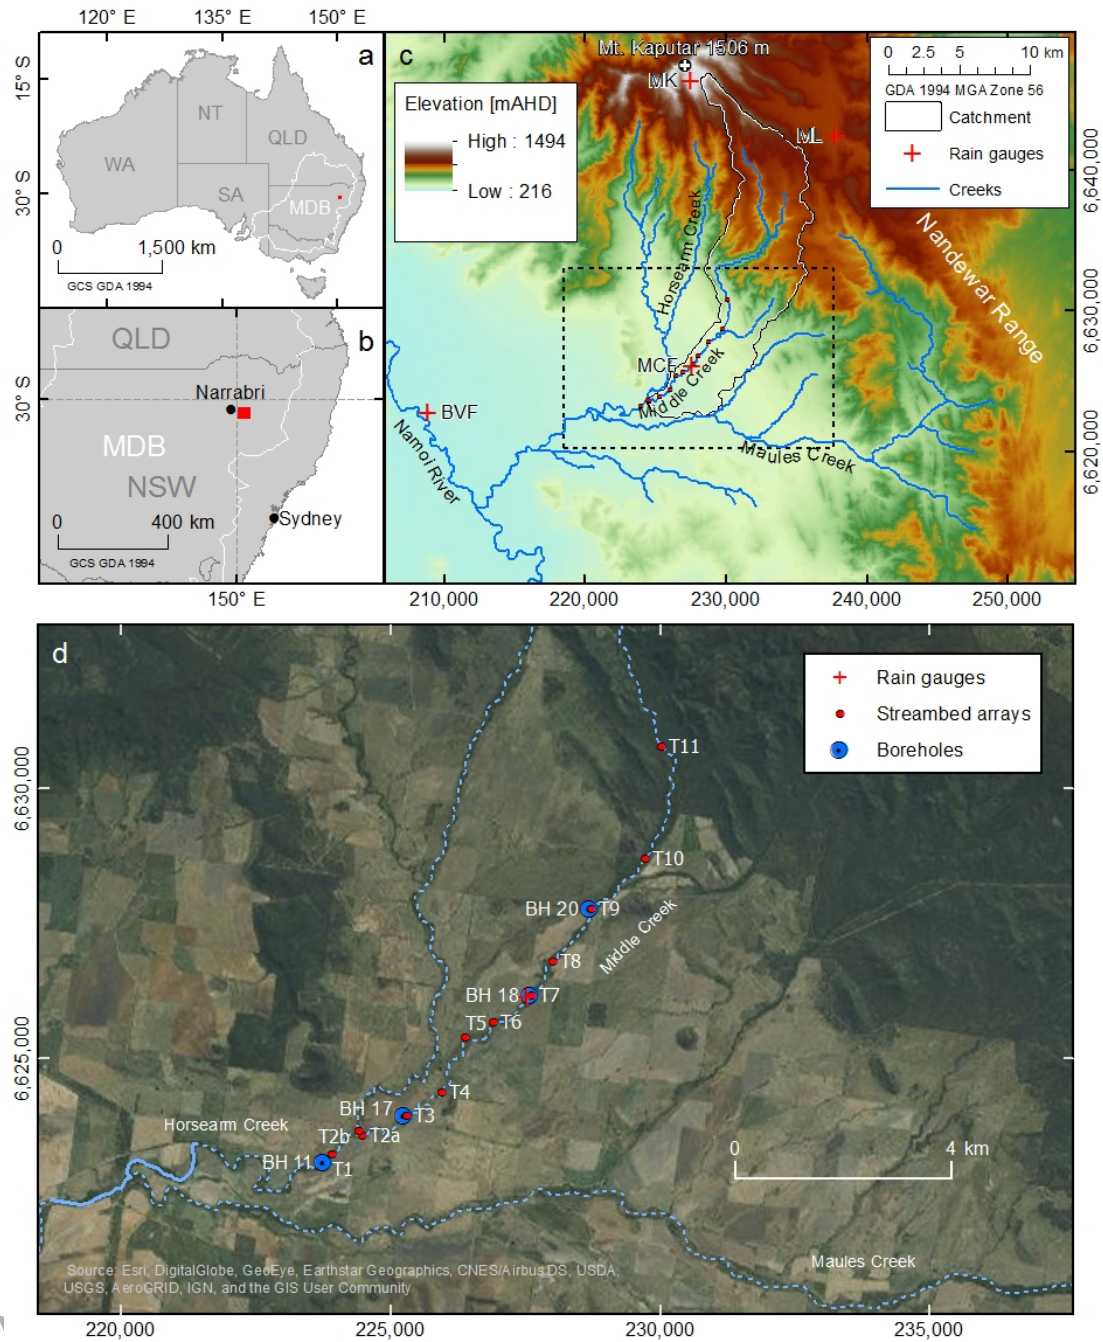 120° E 135° E 150° E
a
15° S
30° S
NT
QLD
WA
SA
MDB
0 1,500 km
GCS GDA 1994
b
QLD
30° S
Narrabri
MDB
NSW
0 400 km
Sydney
GCS GDA 1994
150° E
c
Mt. Kaputar 1506 m
MK
ML
Elevation [mAHD]
High : 1494
Low : 216
0 2.5 5 10 km
GDA 1994 MGA Zone 56
Catchment
Rain gauges
Creeks
Horsearm Creek
Nandewar Range
MCF
Middle Creek
BVF
Namoi River
Maules Creek
6,640,000
6,630,000
6,620,000
210,000 220,000 230,000 240,000 250,000
d
Rain gauges
Streambed arrays
Boreholes
T11
6,630,000
T10
BH 20 T9
Middle Creek
T8
BH 18 T7
T5 T6
6,625,000
T4
BH 17 T3
Horsearm Creek
T2b T2a
BH 11 T1
0 4 km
Maules Creek
Source: Esri, DigitalGlobe, GeoEye, Earthstar Geographics, CNES/Airbus DS, USDA,
USGS, AeroGRID, IGN, and the GIS User Community
220,000 225,000 230,000 235,000